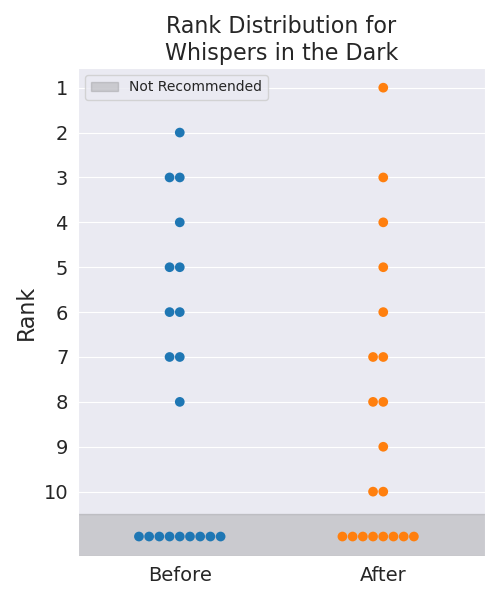 Rank Distribution for
Whispers in the Dark
Not Recommended
1
2
3
4
5
6
7
8
9
10
Rank
Before
After